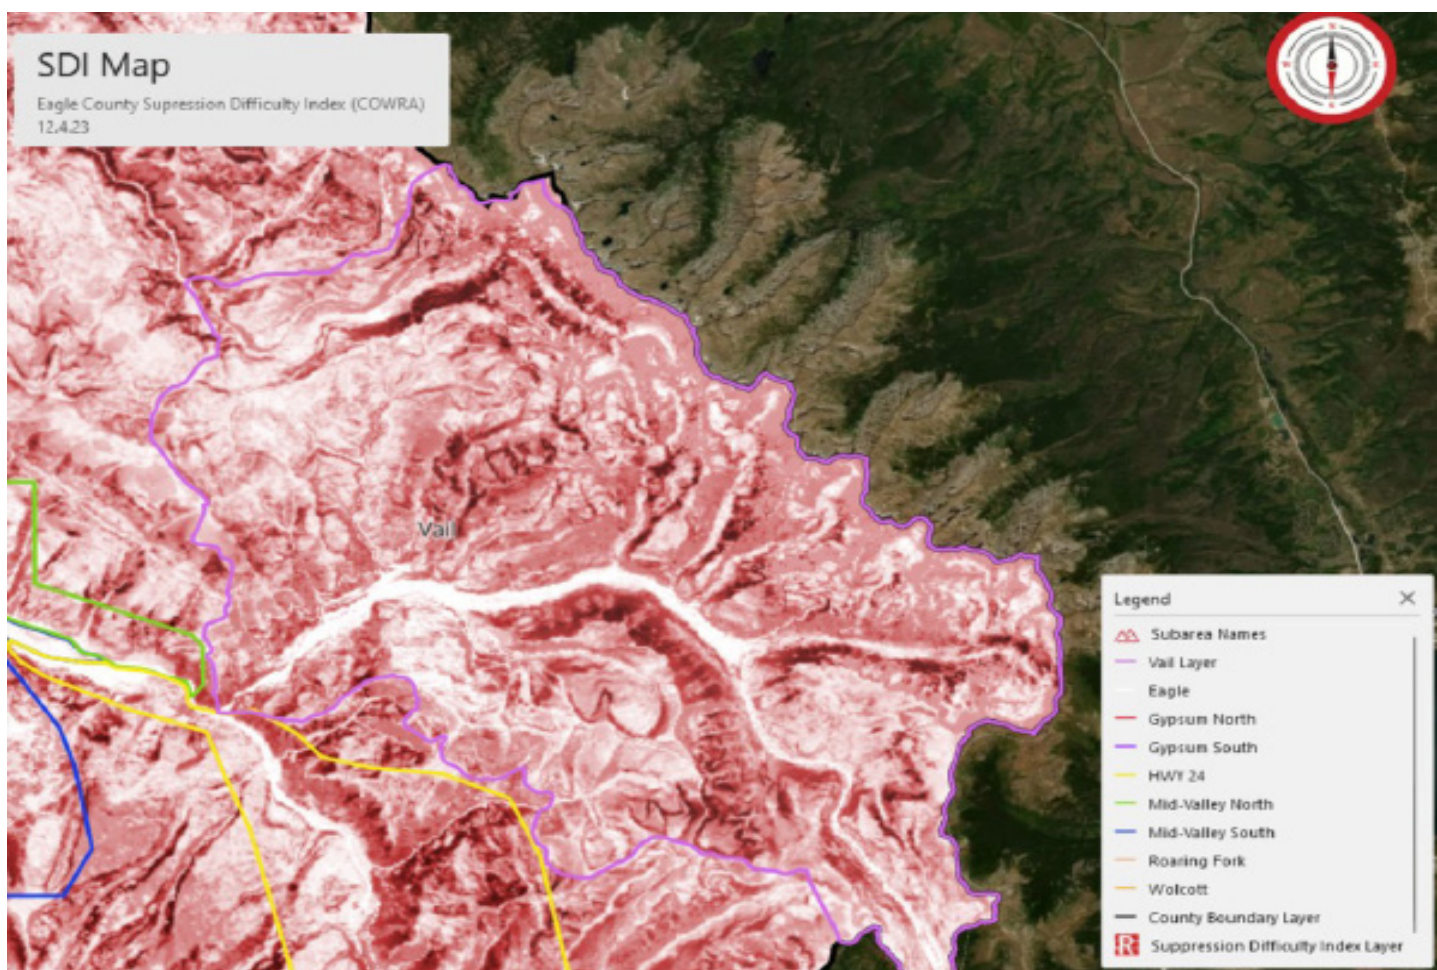 SDI Map
Eagle County Supression Difficulty Index (COWRA)
12.4.23
Vail
Legend
Subarea Names
Vail Layer
Eagle
Gypsum North
Gypsum South
HWY 24
Mid-Valley North
Mid-Valley South
Roaring Fork
Wolcott
County Boundary Layer
R Suppression Difficulty Index Layer